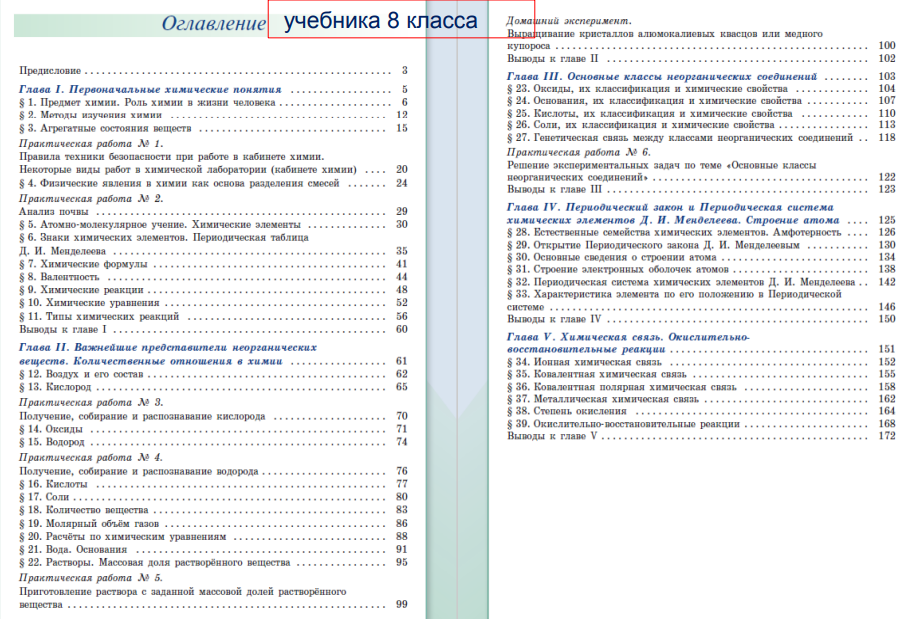 Оглавление учебника 8 класса
Предисловие ........ 3
Глава I. Первоначальные химические понятия ........ 5
§ 1. Предмет химии. Роль химии в жизни человека ........ 6
§ 2. Методы изучения химии ........ 12
§ 3. Агрегатные состояния веществ ........ 15
Практическая работа № 1.
Правила техники безопасности при работе в кабинете химии.
Некоторые виды работ в химической лаборатории (кабинете химии) .... 20
§ 4. Физические явления в химии как основа разделения смесей ....... 24
Практическая работа № 2.
Анализ почвы ........ 29
§ 5. Атомно-молекулярное учение. Химические элементы ........ 30
§ 6. Знаки химических элементов. Периодическая таблица
Д. И. Менделеева ........ 35
§ 7. Химические формулы ........ 41
§ 8. Валентность ........ 44
§ 9. Химические реакции ........ 48
§ 10. Химические уравнения ........ 52
§ 11. Типы химических реакций ........ 56
Выводы к главе I ........ 60
Глава II. Важнейшие представители неорганических
веществ. Количественные отношения в химии ........ 61
§ 12. Воздух и его состав ........ 62
§ 13. Кислород ........ 65
Практическая работа № 3.
Получение, собирание и распознавание кислорода ........ 70
§ 14. Оксиды ........ 71
§ 15. Водород ........ 74
Практическая работа № 4.
Получение, собирание и распознавание водорода ........ 76
§ 16. Кислоты ........ 77
§ 17. Соли ........ 80
§ 18. Количество вещества ........ 83
§ 19. Молярный объём газов ........ 86
§ 20. Расчёты по химическим уравнениям ........ 88
§ 21. Вода. Основания ........ 91
§ 22. Растворы. Массовая доля растворённого вещества ........ 95
Практическая работа № 5.
Приготовление раствора с заданной массовой долей растворённого
вещества ........ 99
Домашний эксперимент.
Выращивание кристаллов алюмокалиевых квасцов или медного
купороса ........ 100
Выводы к главе II ........ 102
Глава III. Основные классы неорганических соединений ........ 103
§ 23. Оксиды, их классификация и химические свойства ........ 104
§ 24. Основания, их классификация и химические свойства ........ 107
§ 25. Кислоты, их классификация и химические свойства ........ 110
§ 26. Соли, их классификация и химические свойства ........ 113
§ 27. Генетическая связь между классами неорганических соединений .. 118
Практическая работа № 6.
Решение экспериментальных задач по теме «Основные классы
неорганических соединений» ........ 122
Выводы к главе III ........ 123
Глава IV. Периодический закон и Периодическая система
химических элементов Д. И. Менделеева. Строение атома .... 125
§ 28. Естественные семейства химических элементов. Амфотерность .... 126
§ 29. Открытие Периодического закона Д. И. Менделеевым ........ 130
§ 30. Основные сведения о строении атома ........ 134
§ 31. Строение электронных оболочек атомов ........ 138
§ 32. Периодическая система химических элементов Д. И. Менделеева .. 142
§ 33. Характеристика элемента по его положению в Периодической
системе ........ 146
Выводы к главе IV ........ 150
Глава V. Химическая связь. Окислительно-
восстановительные реакции ........ 151
§ 34. Ионная химическая связь ........ 152
§ 35. Ковалентная химическая связь ........ 155
§ 36. Ковалентная полярная химическая связь ........ 158
§ 37. Металлическая химическая связь ........ 162
§ 38. Степень окисления ........ 164
§ 39. Окислительно-восстановительные реакции ........ 168
Выводы к главе V ........ 172